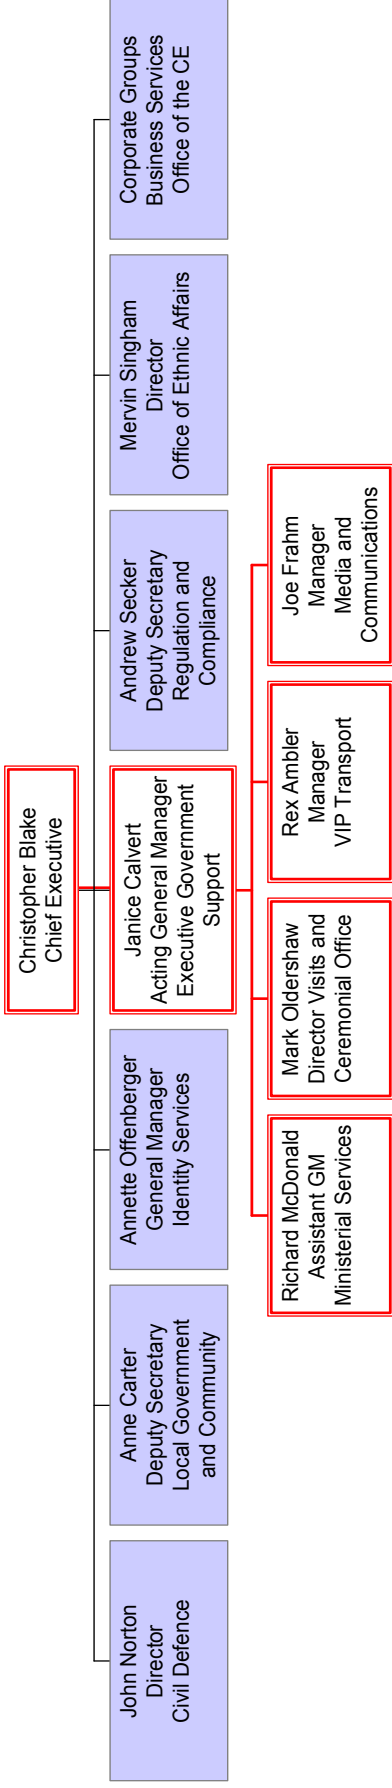 Christopher Blake
Chief Executive
John Norton
Director
Civil Defence
Anne Carter
Deputy Secretary
Local Government
and Community
Annette Offenberger
General Manager
Identity Services
Janice Calvert
Acting General Manager
Executive Government
Support
Andrew Secker
Deputy Secretary
Regulation and
Compliance
Mervin Singham
Director
Office of Ethnic Affairs
Corporate Groups
Business Services
Office of the CE
Richard McDonald
Assistant GM
Ministerial Services
Mark Oldershaw
Director Visits and
Ceremonial Office
Rex Ambler
Manager
VIP Transport
Joe Frahm
Manager
Media and
Communications